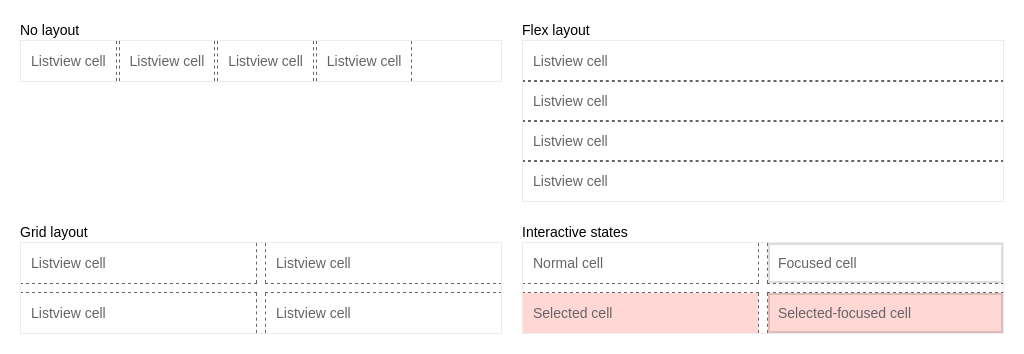 No layout
Listview cell Listview cell Listview cell Listview cell
Flex layout
Listview cell
Listview cell
Listview cell
Listview cell
Grid layout
Listview cell Listview cell
Listview cell Listview cell
Interactive states
Normal cell Focused cell
Selected cell Selected-focused cell